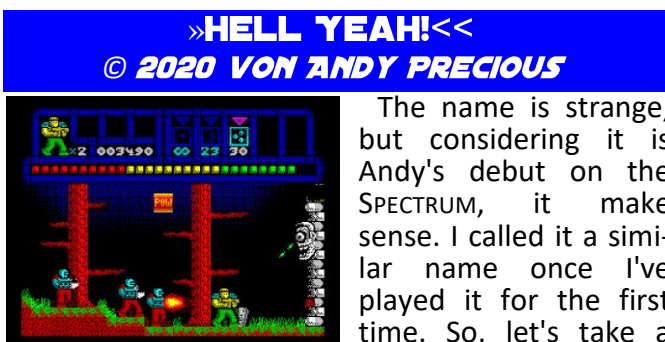 »HELL YEAH!<<
© 2020 VON ANDY PRECIOUS
×2 003490 ∞ 23 30
POW
The name is strange,
but considering it is
Andy's debut on the
SPECTRUM, it make
sense. I called it a simi-
lar name once I've
played it for the first
time. So, let's take a